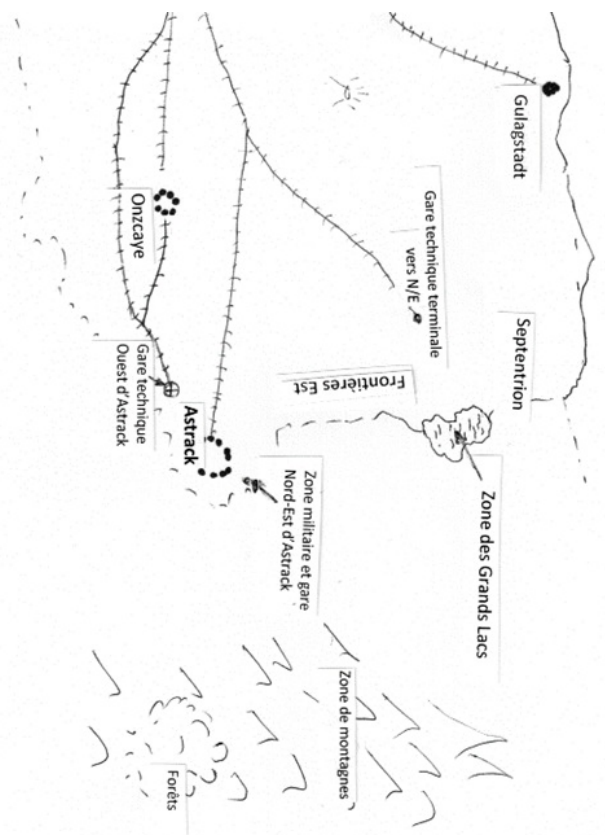 Gulagstadt
Septentrion
Zone des Grands Lacs
Gare technique terminale
vers N/E
Frontières Est
Zone de montagnes
Zone militaire et gare
Nord-Est d'Astrack
Astrack
Forêts
Onzcaye
Gare technique
Ouest d'Astrack